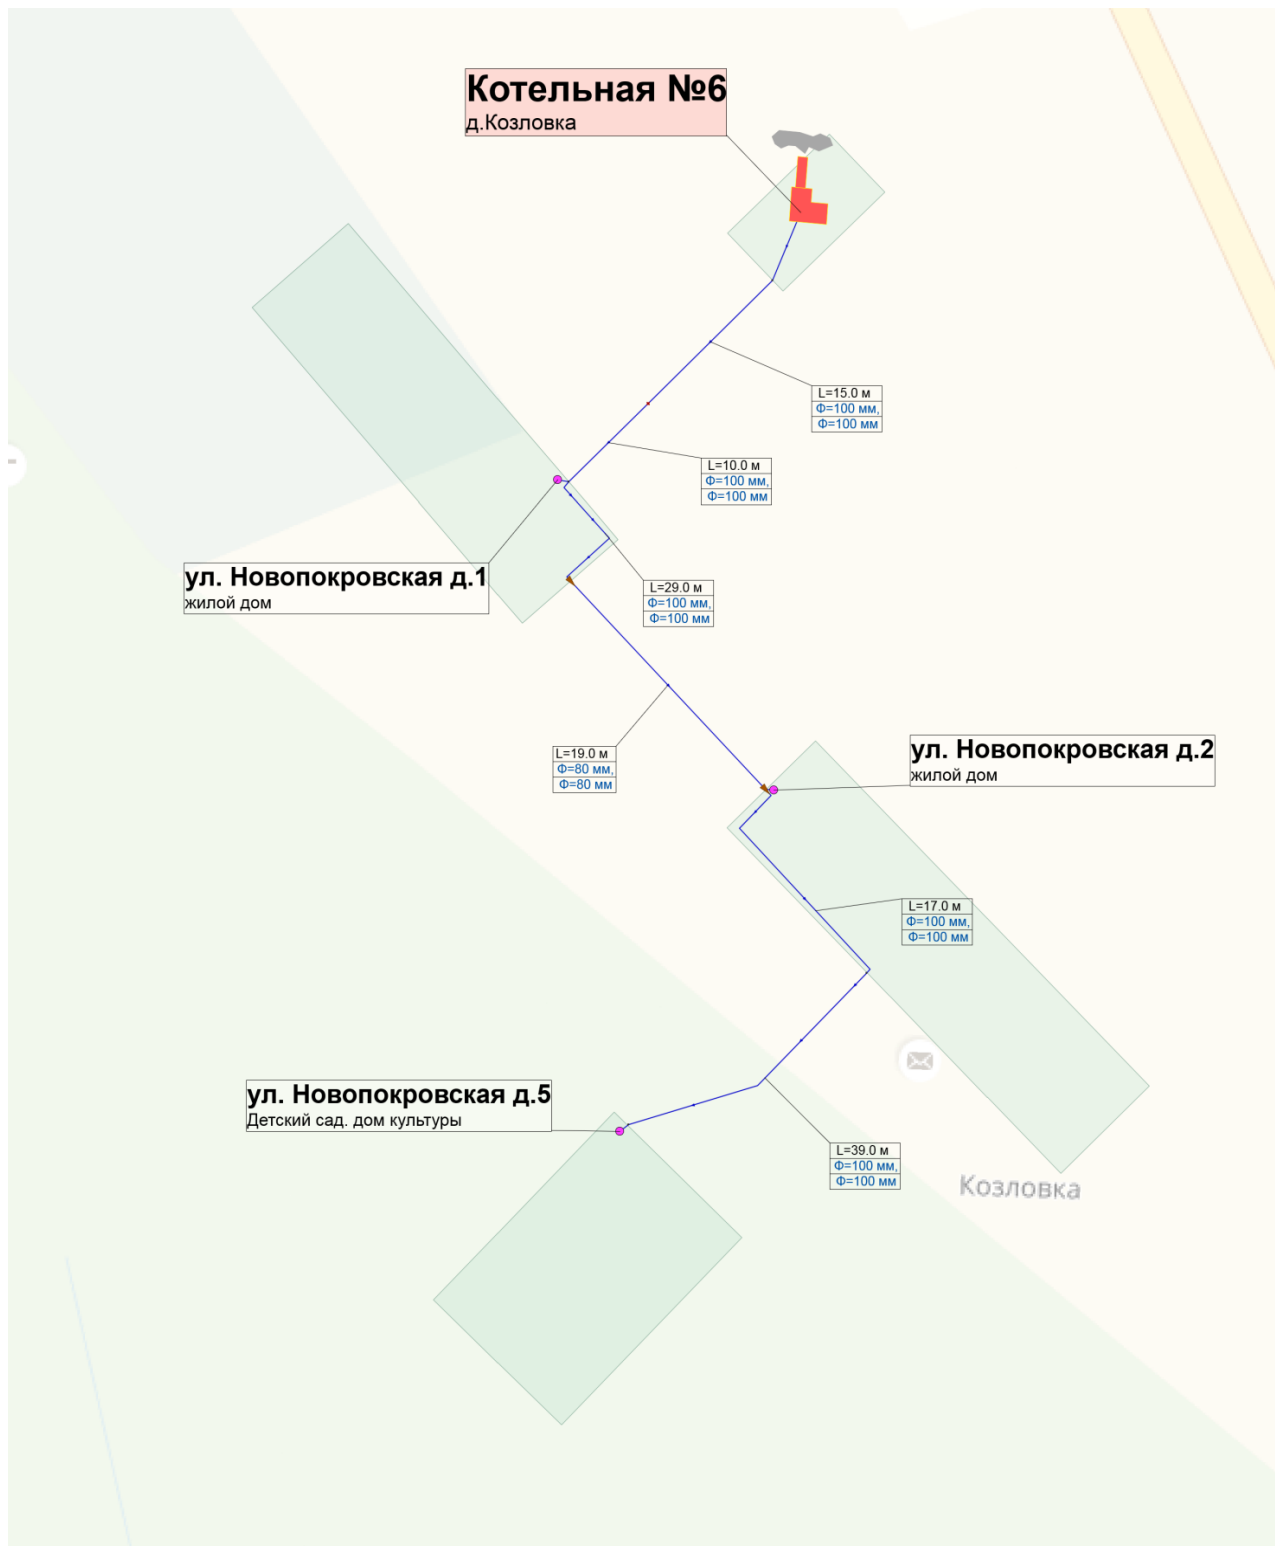 Котельная №6
д.Козловка
L=15.0 м
Ф=100 мм,
Ф=100 мм
L=10.0 м
Ф=100 мм,
Ф=100 мм
ул. Новопокровская д.1
жилой дом
L=29.0 м
Ф=100 мм,
Ф=100 мм
L=19.0 м
Ф=80 мм,
Ф=80 мм
ул. Новопокровская д.2
жилой дом
L=17.0 м
Ф=100 мм,
Ф=100 мм
ул. Новопокровская д.5
Детский сад. дом культуры
L=39.0 м
Ф=100 мм,
Ф=100 мм
Козловка